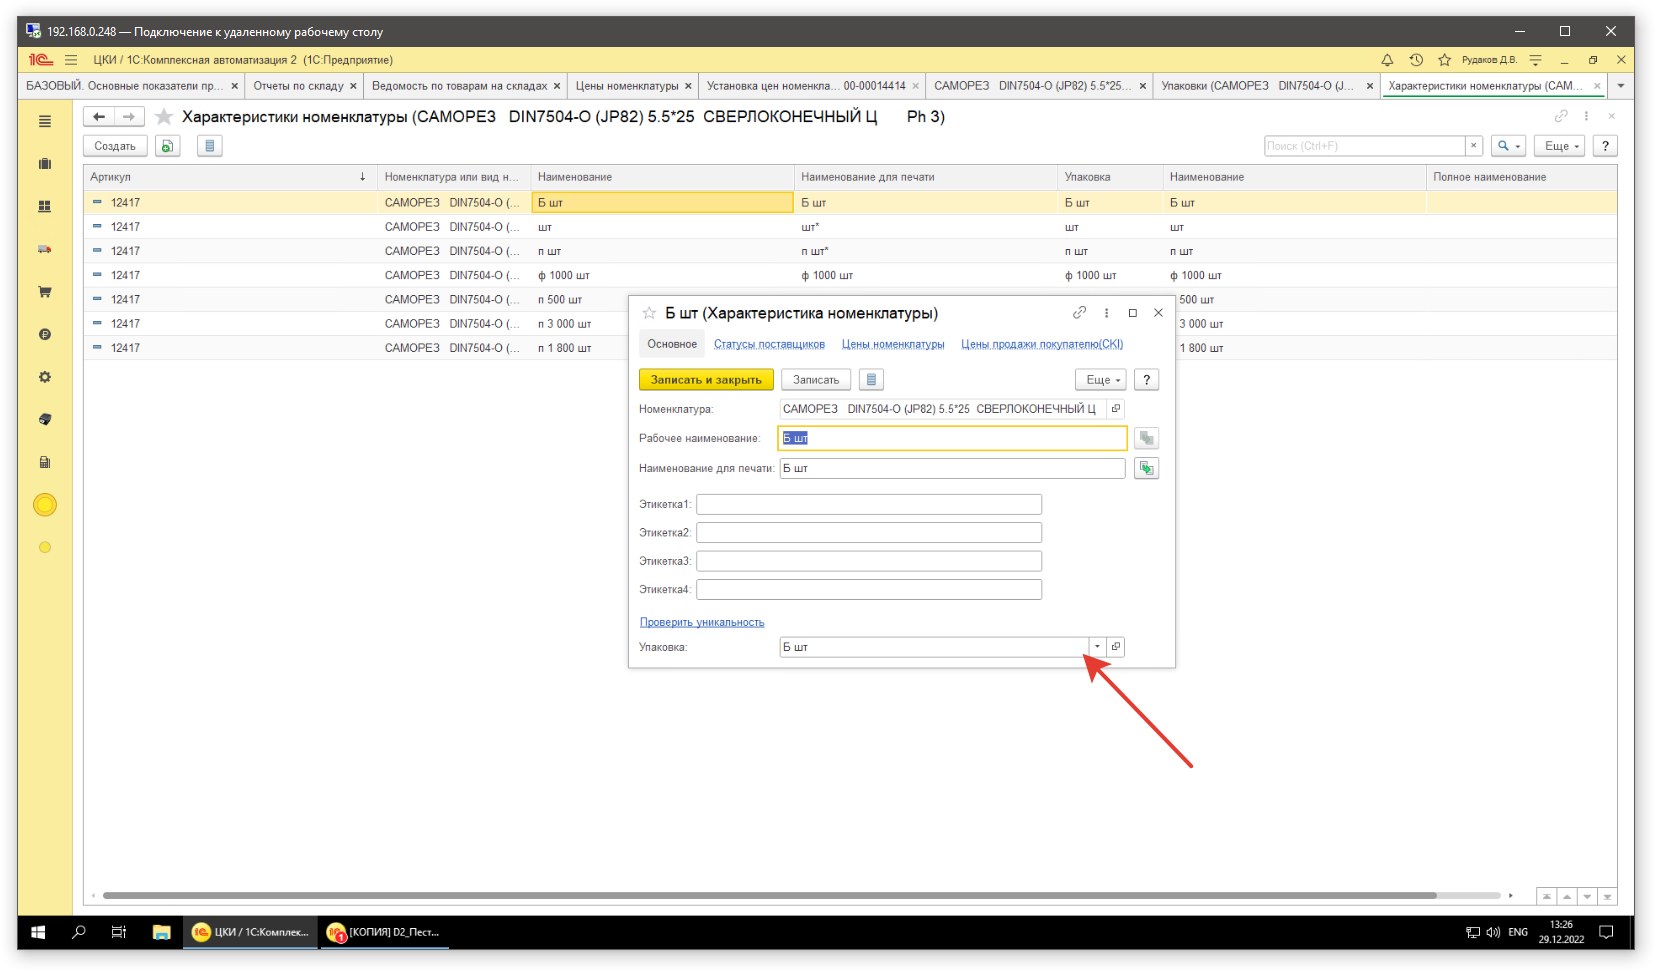 192.168.0.248 — Подключение к удаленному рабочему столу
1С ЦКИ / 1С:Комплексная автоматизация 2 (1С:Предприятие) Рудаков Д.В.
БАЗОВЫЙ. Основные показатели пр... × Отчеты по складу × Ведомость по товарам на складах × Цены номенклатуры × Установка цен номенкла... 00-00014414 × САМОРЕЗ DIN7504-О (JP82) 5.5*25... × Упаковки (САМОРЕЗ DIN7504-О (J... × Характеристики номенклатуры (САМ... ×
Характеристики номенклатуры (САМОРЕЗ DIN7504-О (JP82) 5.5*25 СВЕРЛОКОНЕЧНЫЙ Ц Ph 3)
Создать Поиск (Ctrl+F) × Еще ?
Артикул ↓ Номенклатура или вид н... Наименование Наименование для печати Упаковка Наименование Полное наименование
12417 САМОРЕЗ DIN7504-О (... Б шт Б шт Б шт Б шт
12417 САМОРЕЗ DIN7504-О (... шт шт* шт шт
12417 САМОРЕЗ DIN7504-О (... п шт п шт* п шт п шт
12417 САМОРЕЗ DIN7504-О (... ф 1000 шт ф 1000 шт ф 1000 шт ф 1000 шт
12417 САМОРЕЗ DIN7504-О (... п 500 шт 500 шт
12417 САМОРЕЗ DIN7504-О (... п 3 000 шт 3 000 шт
12417 САМОРЕЗ DIN7504-О (... п 1 800 шт 1 800 шт
Б шт (Характеристика номенклатуры)
Основное Статусы поставщиков Цены номенклатуры Цены продажи покупателю(СКI)
Записать и закрыть Записать Еще ?
Номенклатура: САМОРЕЗ DIN7504-О (JP82) 5.5*25 СВЕРЛОКОНЕЧНЫЙ Ц
Рабочее наименование: Б шт
Наименование для печати: Б шт
Этикетка1:
Этикетка2:
Этикетка3:
Этикетка4:
Проверить уникальность
Упаковка: Б шт
ЦКИ / 1С:Комплек... [КОПИЯ] D2_Пест... ENG 13:26
29.12.2022